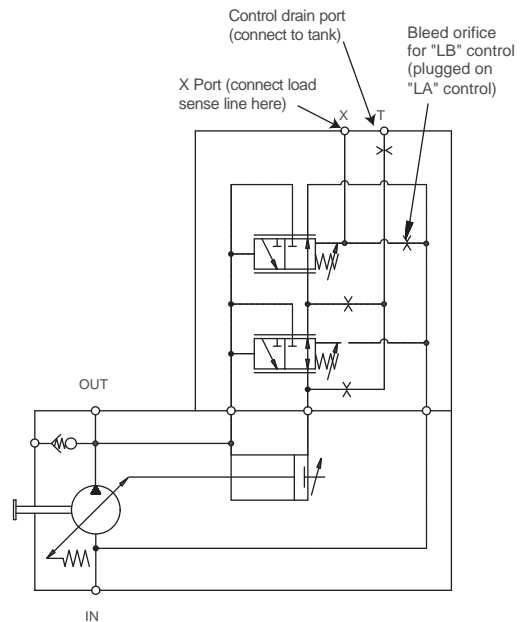 Control drain port
(connect to tank)
Bleed orifice
for "LB" control
(plugged on
"LA" control)
X Port (connect load
sense line here)
X
T
OUT
IN